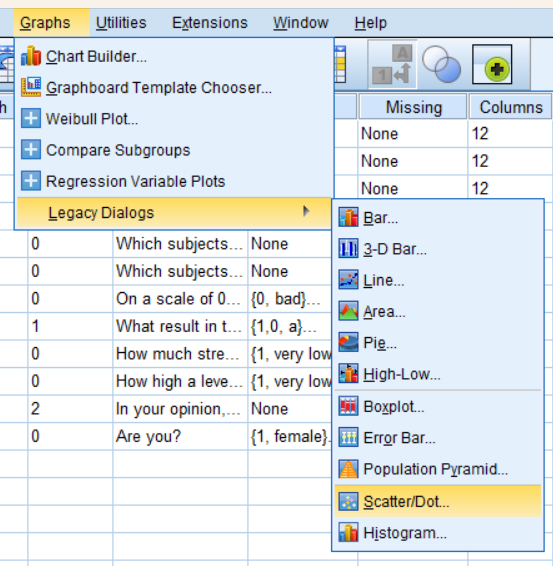 Graphs Utilities Extensions Window Help
Chart Builder...
Graphboard Template Chooser...
Weibull Plot...
Compare Subgroups
Regression Variable Plots
Legacy Dialogs
h Missing Columns
None 12
None 12
None 12
Bar...
3-D Bar...
Line...
Area...
Pie...
High-Low...
Boxplot...
Error Bar...
Population Pyramid...
Scatter/Dot...
Histogram...
0 Which subjects... None
0 Which subjects... None
0 On a scale of 0... {0, bad}...
1 What result in t... {1,0, a}...
0 How much stre... {1, very low
0 How high a leve... {1, very low
2 In your opinion,... None
0 Are you? {1, female}.
A
14